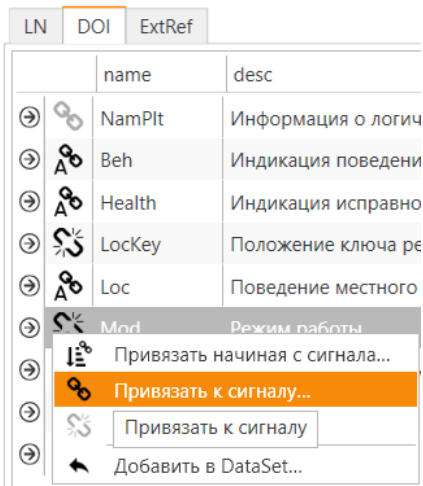 LN DOI ExtRef
name desc
NamPlt Информация о логич
A Beh Индикация поведени
A Health Индикация исправно
LocKey Положение ключа ре
A Loc Поведение местного
Mod Режим работы
Привязать начиная с сигнала...
Привязать к сигналу...
Привязать к сигналу
Добавить в DataSet...